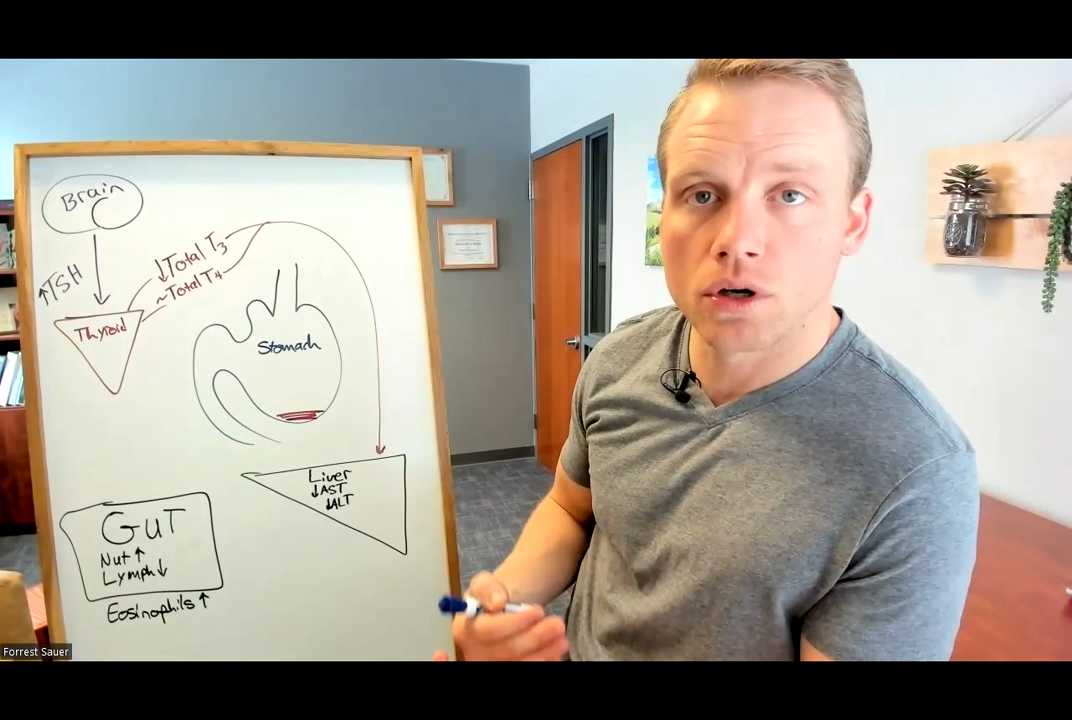 Brain
↑TSH
Thyroid
↓Total T3
~Total T4
Stomach
Liver
↓AST
↓ALT
GuT
Nut↑
Lymph↓
Eosinophils↑
Forrest Sauer